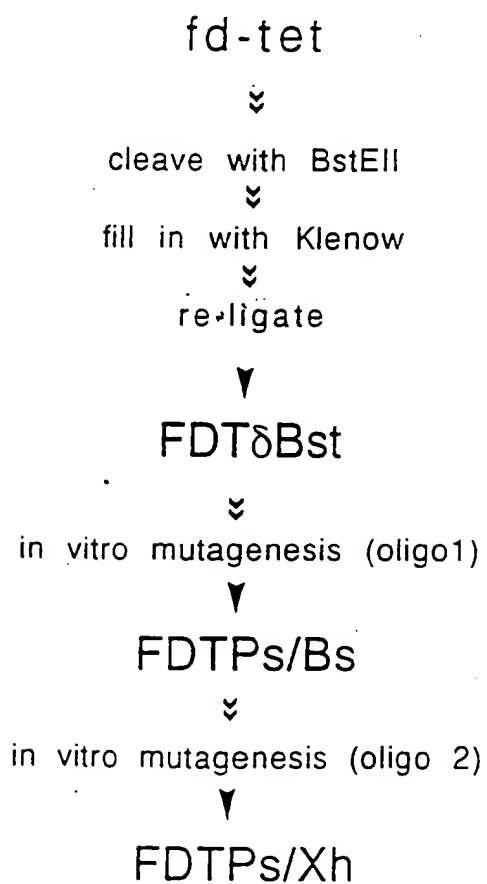 fd-tet
cleave with BstEII
fill in with Klenow
re-ligate
FDTδBst
in vitro mutagenesis (oligo1)
FDTPs/Bs
in vitro mutagenesis (oligo 2)
FDTPs/Xh